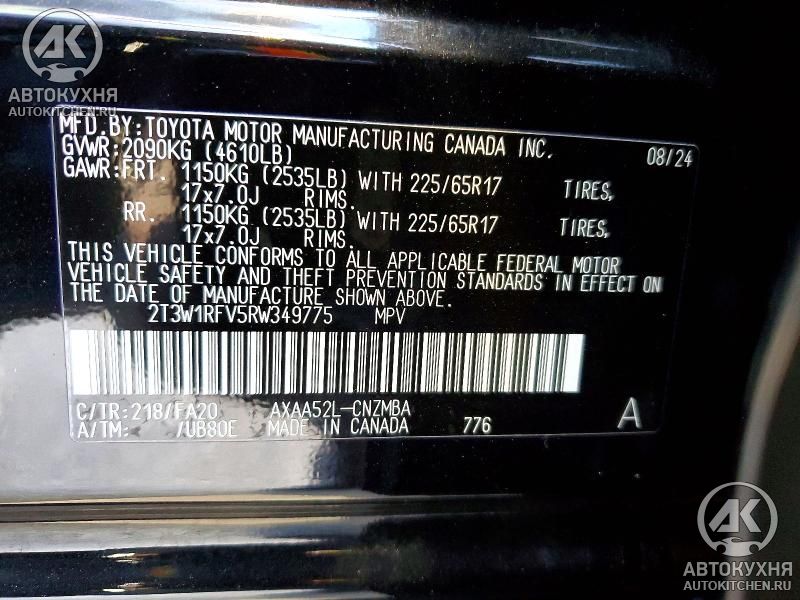 АВТОКУХНЯ
AUTOKITCHEN.RU
MFD.BY:TOYOTA MOTOR MANUFACTURING CANADA INC. 08/24
GVWR:2090KG (4610LB)
GAWR:FRT. 1150KG (2535LB) WITH 225/65R17 TIRES,
17x7.0J RIMS.
RR. 1150KG (2535LB) WITH 225/65R17 TIRES,
17x7.0J RIMS.
THIS VEHICLE CONFORMS TO ALL APPLICABLE FEDERAL MOTOR
VEHICLE SAFETY AND THEFT PREVENTION STANDARDS IN EFFECT ON
THE DATE OF MANUFACTURE SHOWN ABOVE.
2T3W1RFV5RW349775 MPV
C/TR:218/FA20 AXAA52L-CNZMBA A
A/TM: /UB80E MADE IN CANADA 776
АВТОКУХНЯ
AUTOKITCHEN.RU